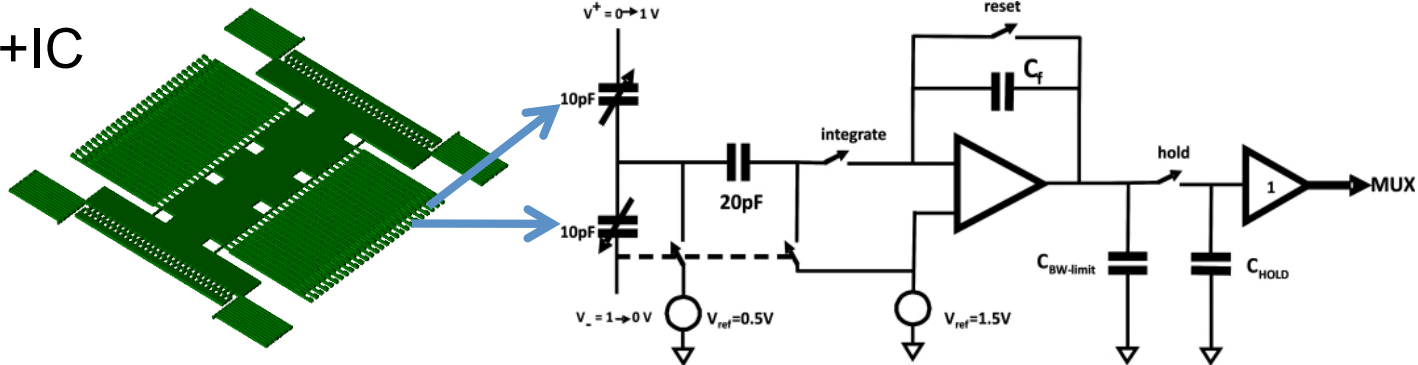 +IC
V+ = 0→1 V
reset
Cf
10pF
integrate
hold
1
MUX
20pF
10pF
CBW-limit
CHOLD
V- = 1→0 V
Vref=0.5V
Vref=1.5V